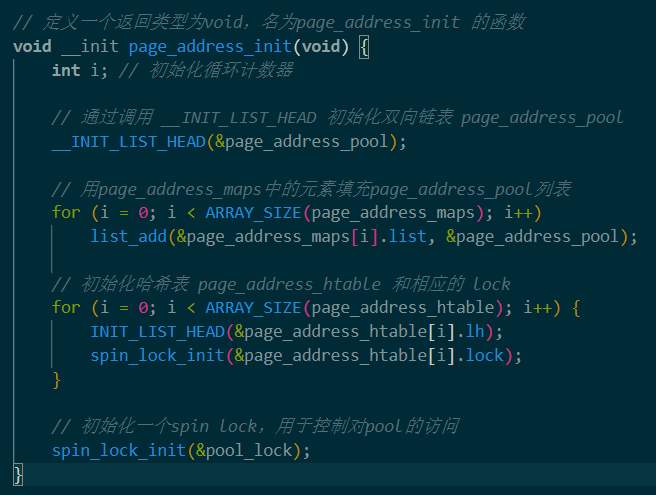 // 定义一个返回类型为void，名为page_address_init 的函数
void __init page_address_init(void) {
    int i; // 初始化循环计数器

    // 通过调用 __INIT_LIST_HEAD 初始化双向链表 page_address_pool
    __INIT_LIST_HEAD(&page_address_pool);

    // 用page_address_maps中的元素填充page_address_pool列表
    for (i = 0; i < ARRAY_SIZE(page_address_maps); i++)
        list_add(&page_address_maps[i].list, &page_address_pool);

    // 初始化哈希表 page_address_htable 和相应的 lock
    for (i = 0; i < ARRAY_SIZE(page_address_htable); i++) {
        INIT_LIST_HEAD(&page_address_htable[i].lh);
        spin_lock_init(&page_address_htable[i].lock);
    }

    // 初始化一个spin lock，用于控制对pool的访问
    spin_lock_init(&pool_lock);
}